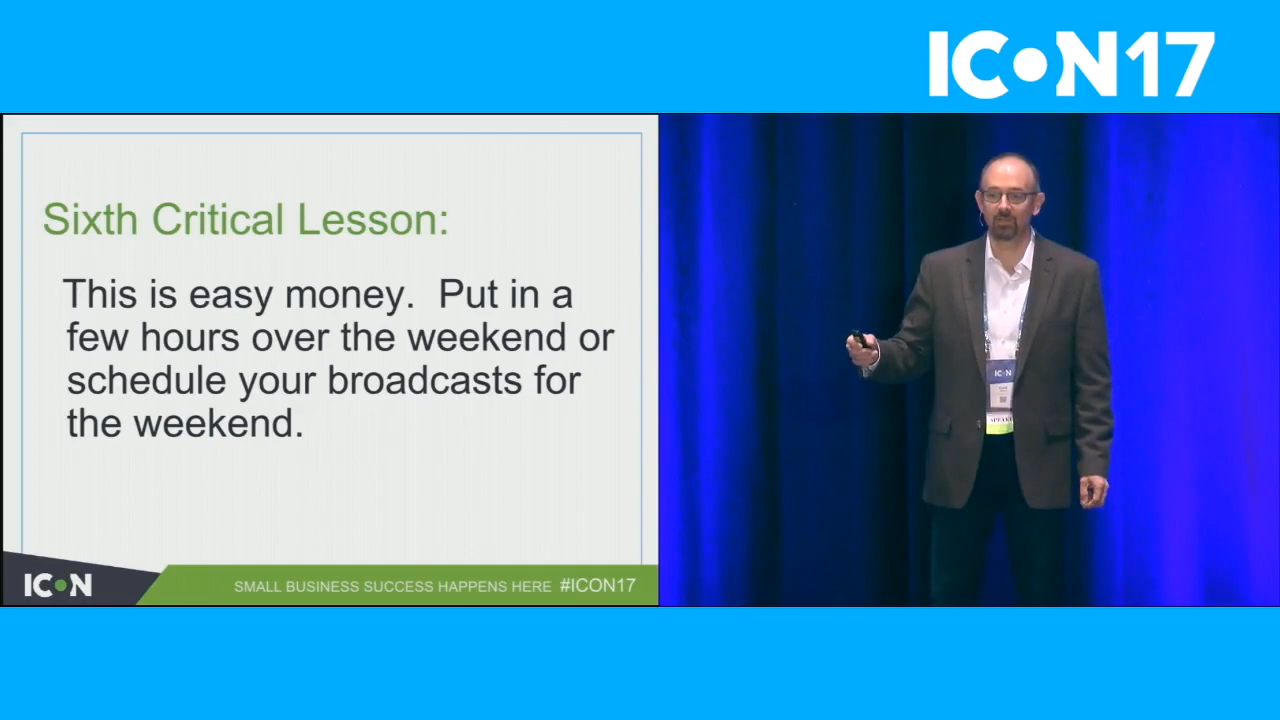 ICON17
Sixth Critical Lesson:
This is easy money.  Put in a
few hours over the weekend or
schedule your broadcasts for
the weekend.
ICON
SMALL BUSINESS SUCCESS HAPPENS HERE #ICON17
ICON